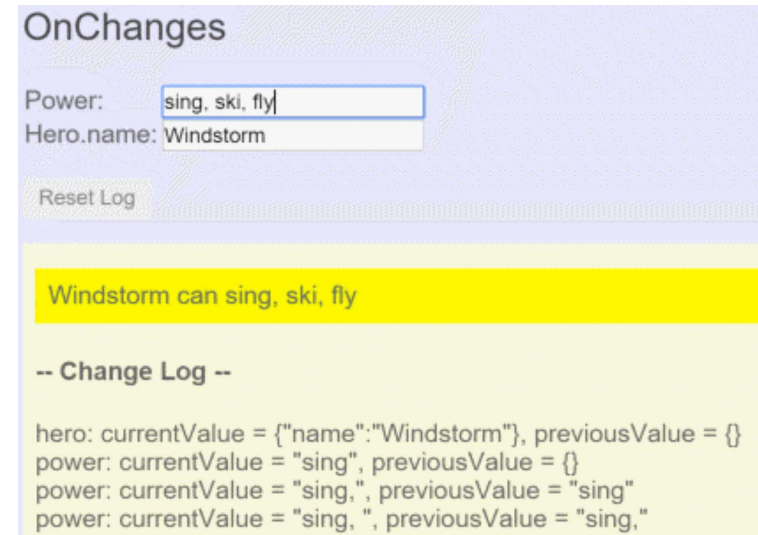 OnChanges
Power: sing, ski, fly
Hero.name: Windstorm
Reset Log
Windstorm can sing, ski, fly
-- Change Log --
hero: currentValue = {"name":"Windstorm"}, previousValue = {}
power: currentValue = "sing", previousValue = {}
power: currentValue = "sing,", previousValue = "sing"
power: currentValue = "sing, ", previousValue = "sing,"